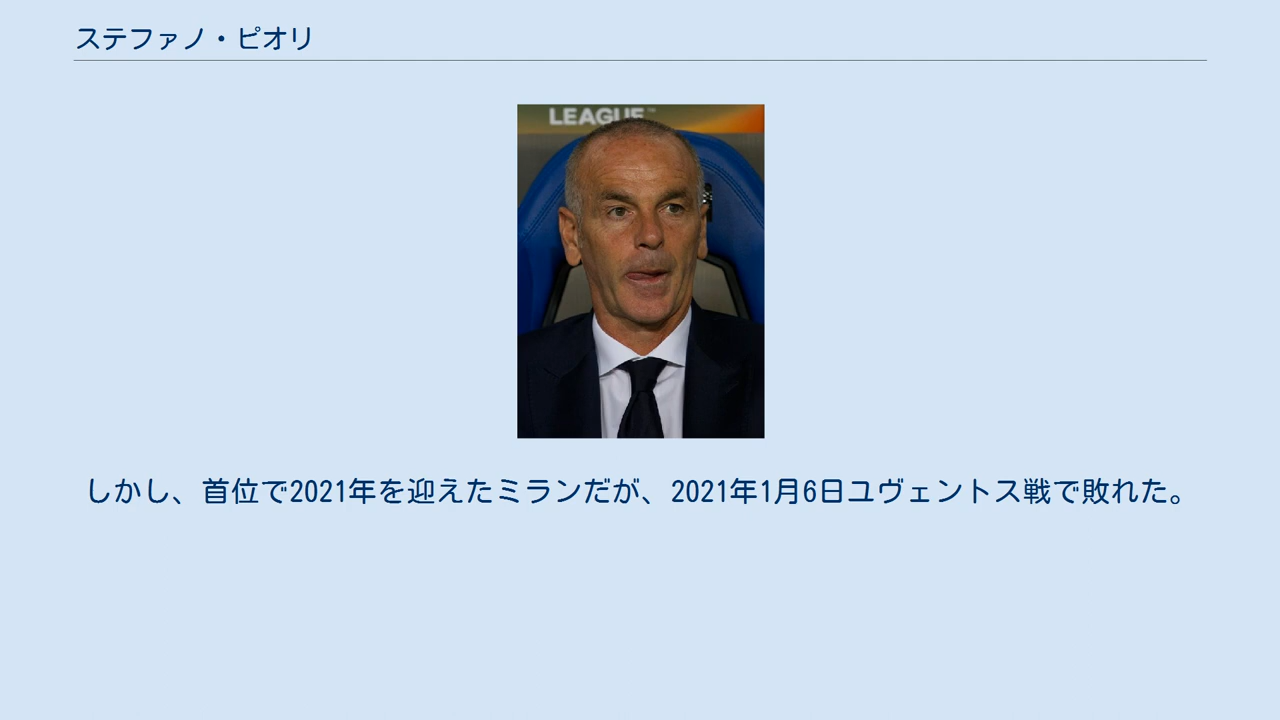 ステファノ・ピオリ
LEAGUE™
しかし、首位で2021年を迎えたミランだが、2021年1月6日ユヴェントス戦で敗れた。